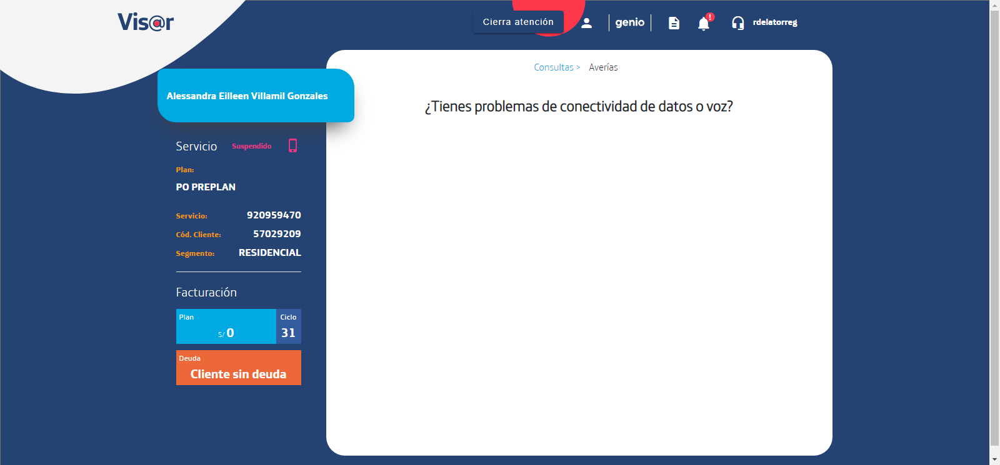 Vis@r
Cierra atención
genio
rdelatorreg
Consultas > Averías
Alessandra Eilleen Villamil Gonzales
¿Tienes problemas de conectividad de datos o voz?
Servicio Suspendido
Plan:
PO PREPLAN
Servicio: 920959470
Cód. Cliente: 57029209
Segmento: RESIDENCIAL
Facturación
Plan Ciclo
S/ 0 31
Deuda
Cliente sin deuda